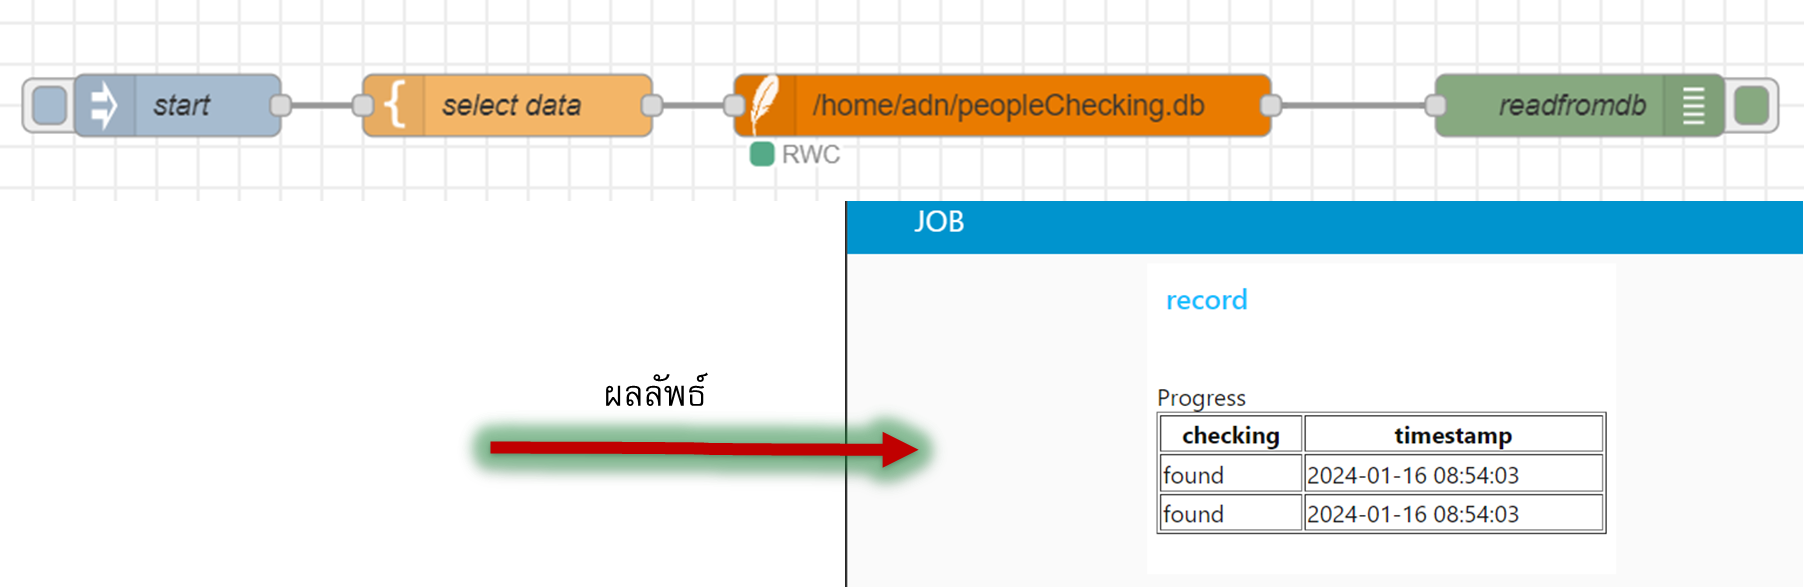 start
select data
/home/adn/peopleChecking.db
readfromdb
RWC
JOB
record
ผลลัพธ์
Progress
checking timestamp
found 2024-01-16 08:54:03
found 2024-01-16 08:54:03